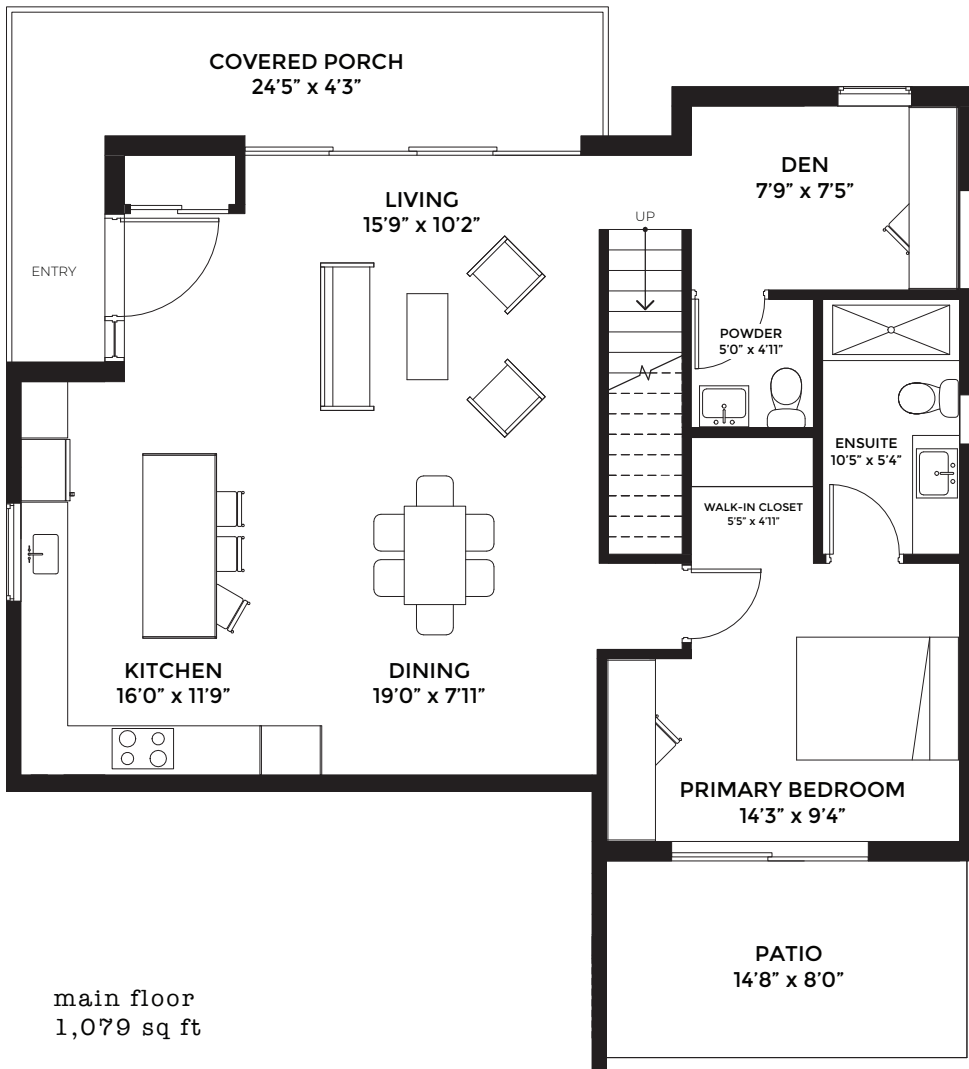 COVERED PORCH
24’5” x 4’3”
DEN
7’9” x 7’5”
LIVING
15’9” x 10’2”
UP
ENTRY
POWDER
5’0” x 4’11”
ENSUITE
10’5” x 5’4”
WALK-IN CLOSET
5’5” x 4’11”
KITCHEN
16’0” x 11’9”
DINING
19’0” x 7’11”
PRIMARY BEDROOM
14’3” x 9’4”
PATIO
14’8” x 8’0”
main floor
1,079 sq ft